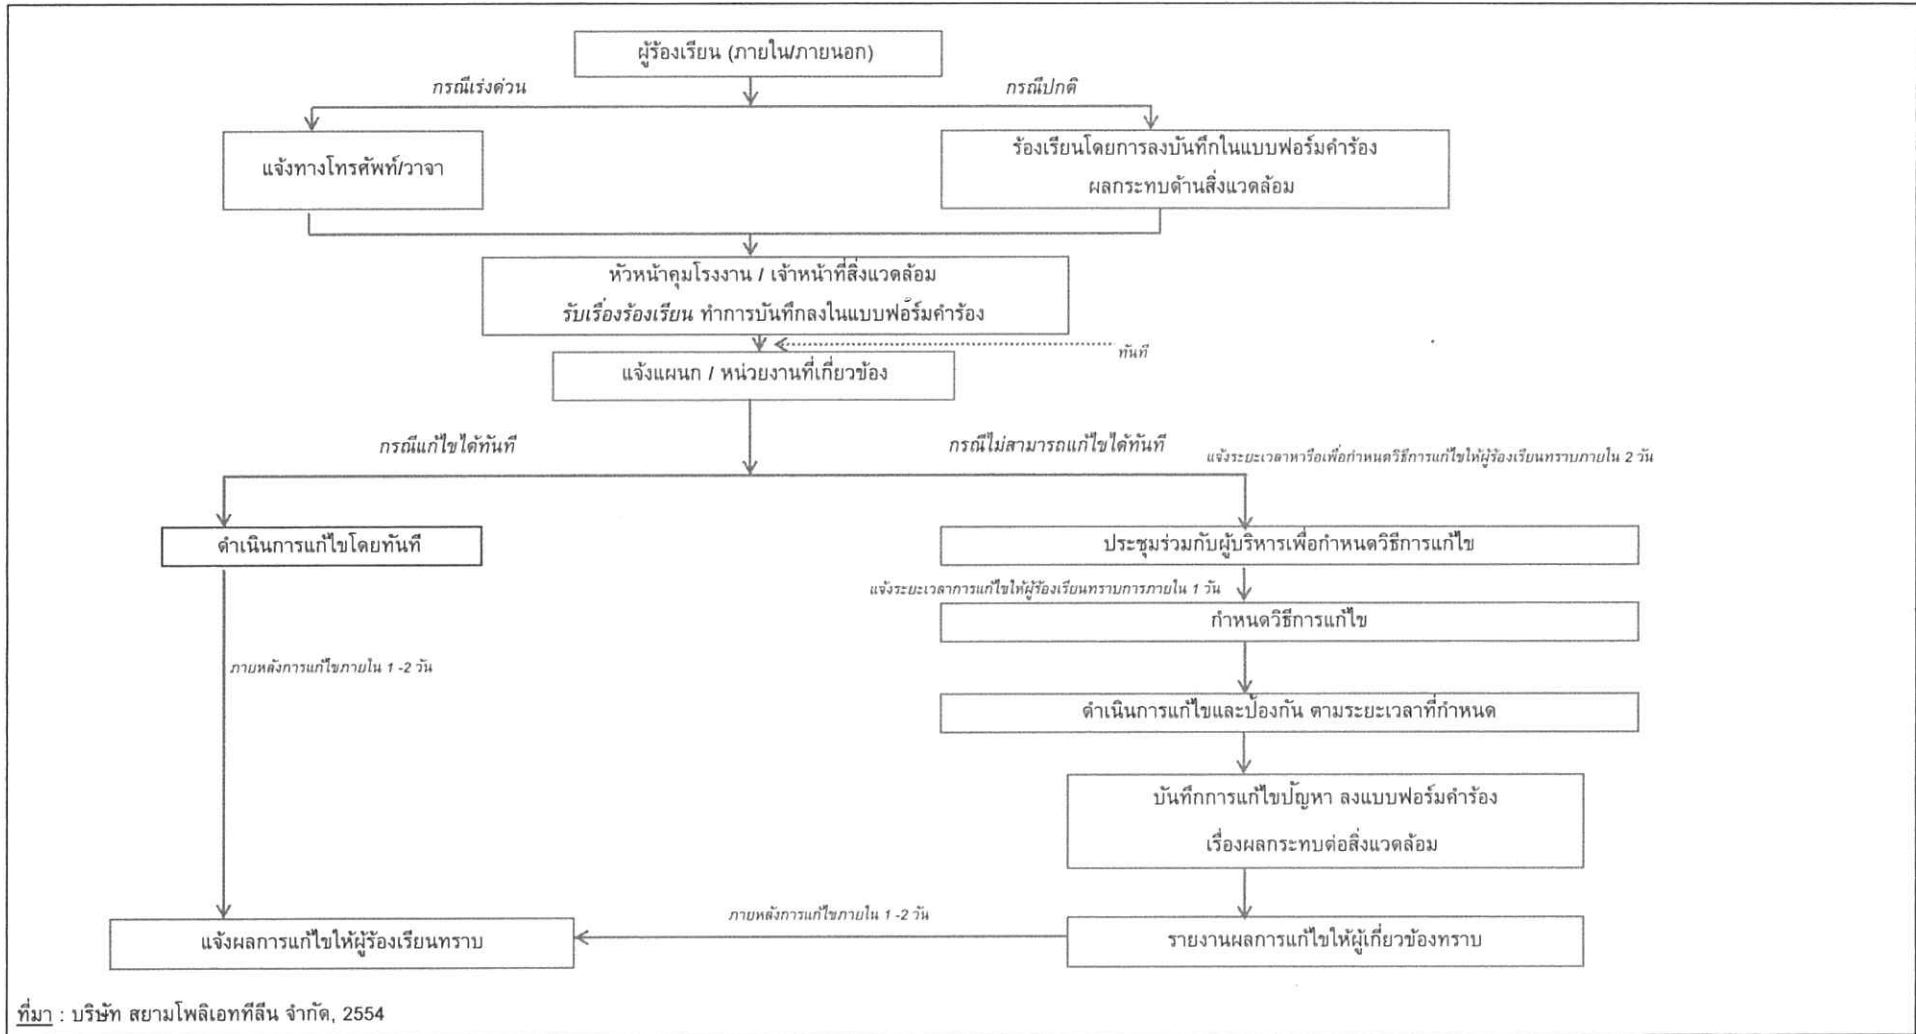 ผู้ร้องเรียน (ภายใน/ภายนอก)
กรณีเร่งด่วน
กรณีปกติ
แจ้งทางโทรศัพท์/วาจา
ร้องเรียนโดยการลงบันทึกในแบบฟอร์มคำร้อง
ผลกระทบด้านสิ่งแวดล้อม
หัวหน้าคุมโรงงาน / เจ้าหน้าที่สิ่งแวดล้อม
รับเรื่องร้องเรียน ทำการบันทึกลงในแบบฟอร์มคำร้อง
ทันที
แจ้งแผนก / หน่วยงานที่เกี่ยวข้อง
กรณีแก้ไขได้ทันที
กรณีไม่สามารถแก้ไขได้ทันที
แจ้งระยะเวลาหารือเพื่อกำหนดวิธีการแก้ไขให้ผู้ร้องเรียนทราบภายใน 2 วัน
ดำเนินการแก้ไขโดยทันที
ประชุมร่วมกับผู้บริหารเพื่อกำหนดวิธีการแก้ไข
แจ้งระยะเวลาการแก้ไขให้ผู้ร้องเรียนทราบการภายใน 1 วัน
กำหนดวิธีการแก้ไข
ภายหลังการแก้ไขภายใน 1 -2 วัน
ดำเนินการแก้ไขและป้องกัน ตามระยะเวลาที่กำหนด
บันทึกการแก้ไขปัญหา ลงแบบฟอร์มคำร้อง
เรื่องผลกระทบต่อสิ่งแวดล้อม
ภายหลังการแก้ไขภายใน 1 -2 วัน
แจ้งผลการแก้ไขให้ผู้ร้องเรียนทราบ
รายงานผลการแก้ไขให้ผู้เกี่ยวข้องทราบ
ที่มา : บริษัท สยามโพลิเอททีลีน จำกัด, 2554